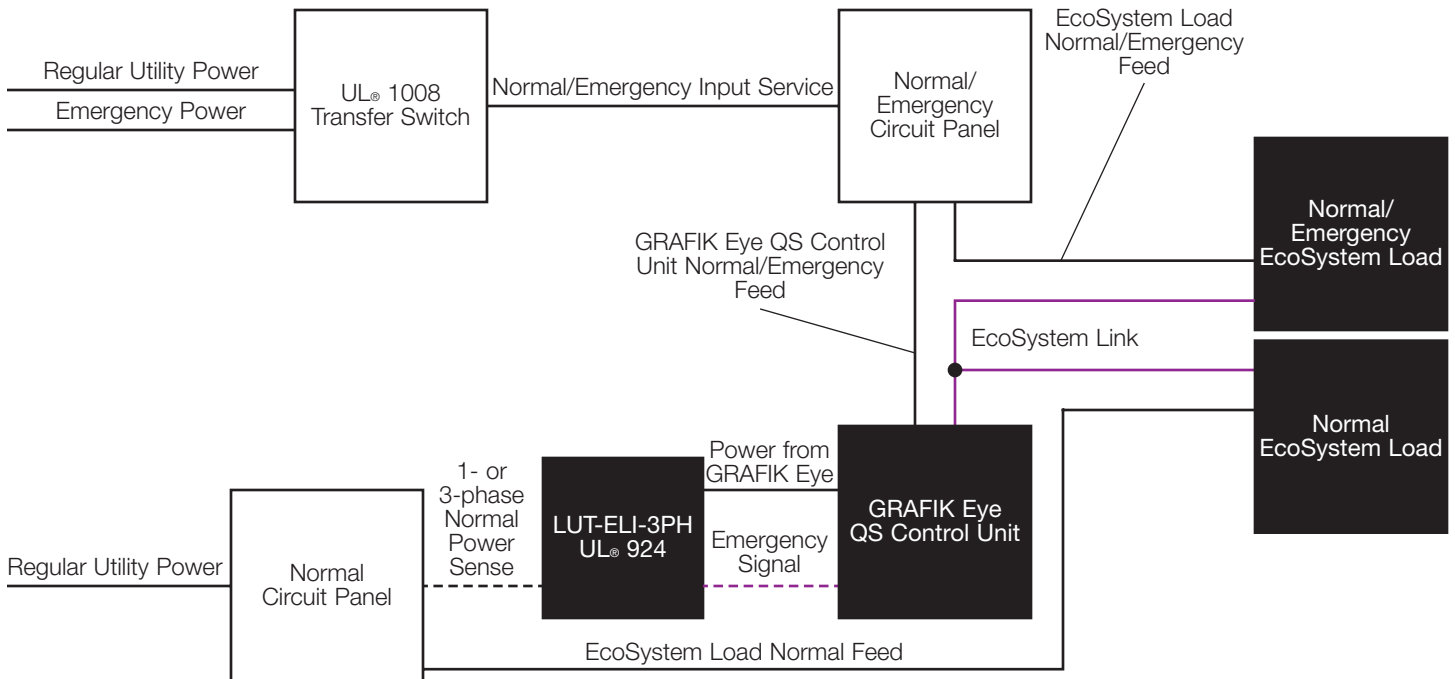 Regular Utility Power
Emergency Power
UL® 1008
Transfer Switch
Normal/Emergency Input Service
Normal/
Emergency
Circuit Panel
EcoSystem Load
Normal/Emergency
Feed
Normal/
Emergency
EcoSystem Load
GRAFIK Eye QS Control
Unit Normal/Emergency
Feed
EcoSystem Link
Normal
EcoSystem Load
Regular Utility Power
Normal
Circuit Panel
1- or
3-phase
Normal
Power
Sense
LUT-ELI-3PH
UL® 924
Power from
GRAFIK Eye
Emergency
Signal
GRAFIK Eye
QS Control Unit
EcoSystem Load Normal Feed